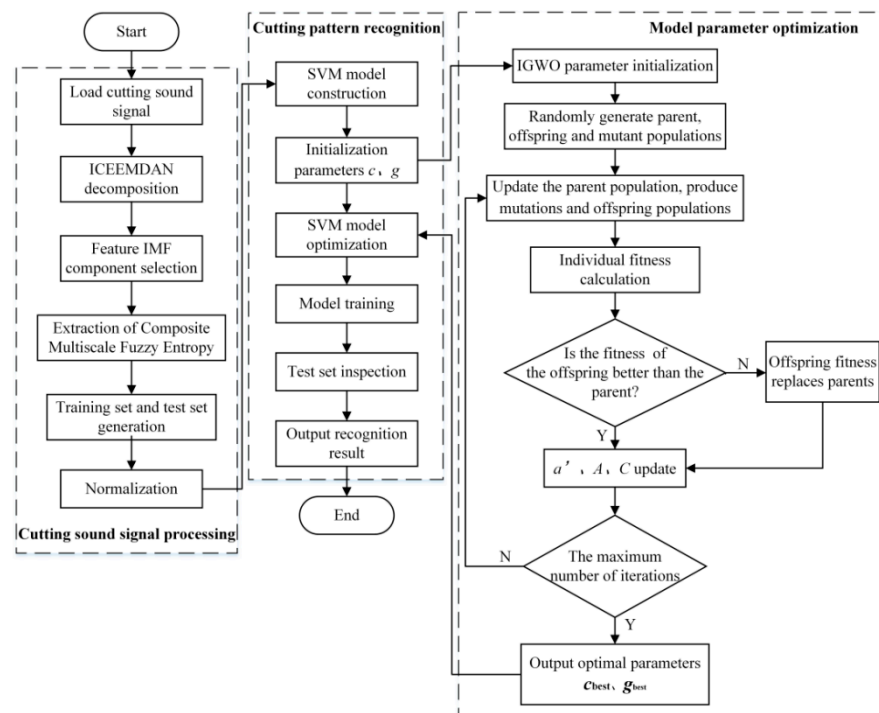 Start
Load cutting sound
signal
ICEEMDAN
decomposition
Feature IMF
component selection
Extraction of Composite
Multiscale Fuzzy Entropy
Training set and test set
generation
Normalization
Cutting sound signal processing
Cutting pattern recognition
SVM model
construction
Initialization
parameters c、g
SVM model
optimization
Model training
Test set inspection
Output recognition
result
End
Model parameter optimization
IGWO parameter initialization
Randomly generate parent,
offspring and mutant populations
Update the parent population, produce
mutations and offspring populations
Individual fitness
calculation
Is the fitness of
the offspring better than the
parent?
N
Offspring fitness
replaces parents
Y
a'、A、C update
N
The maximum
number of iterations
Y
Output optimal parameters
cbest、gbest